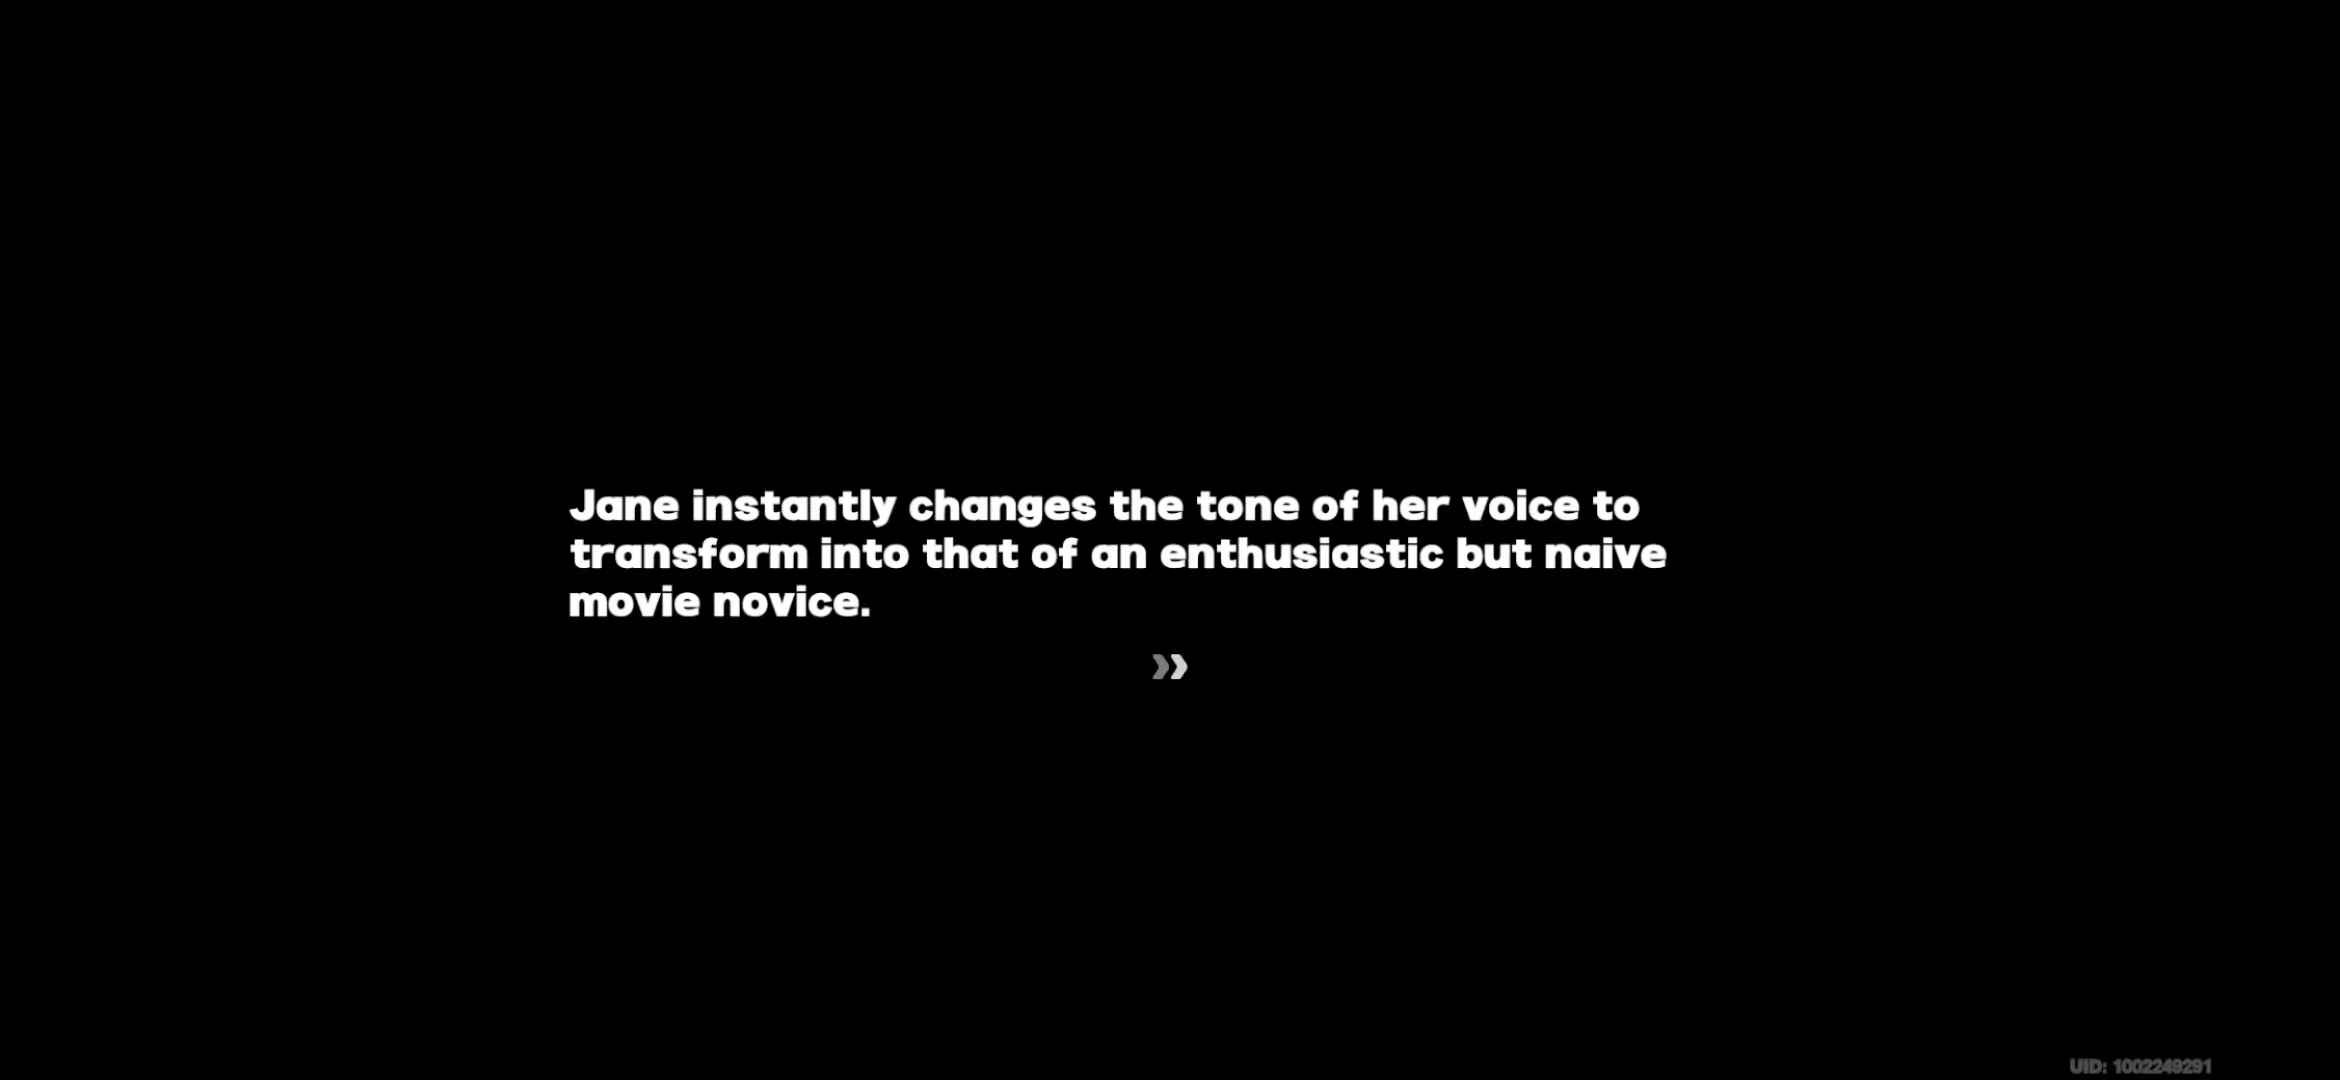 Jane instantly changes the tone of her voice to
transform into that of an enthusiastic but naive
movie novice.
UID: 1002249291